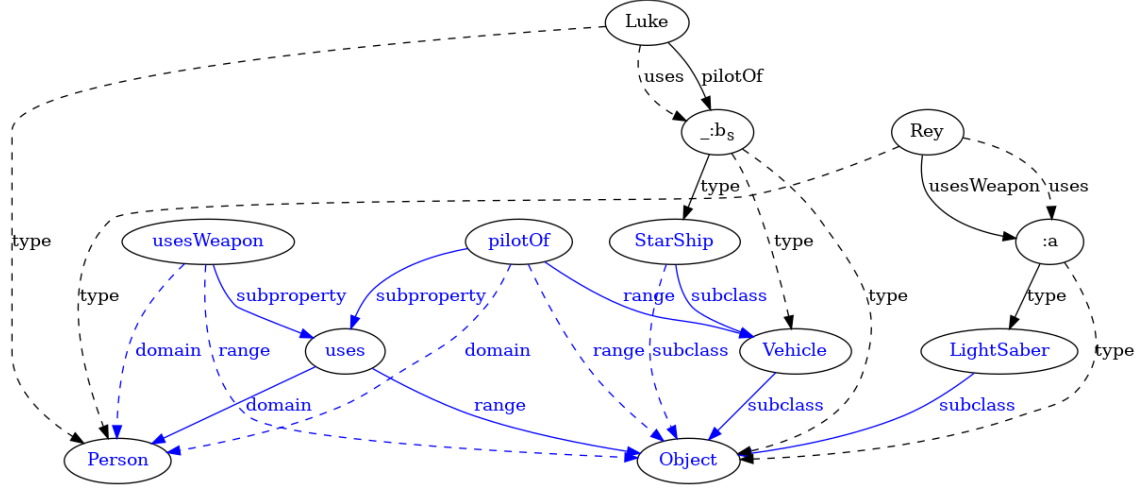 Luke
uses pilotOf
_:bs Rey
type usesWeapon uses
usesWeapon pilotOf StarShip :a
type type type type
subproperty subproperty range subclass type
domain range uses domain range subclass Vehicle LightSaber type
domain range subclass subclass
Person Object